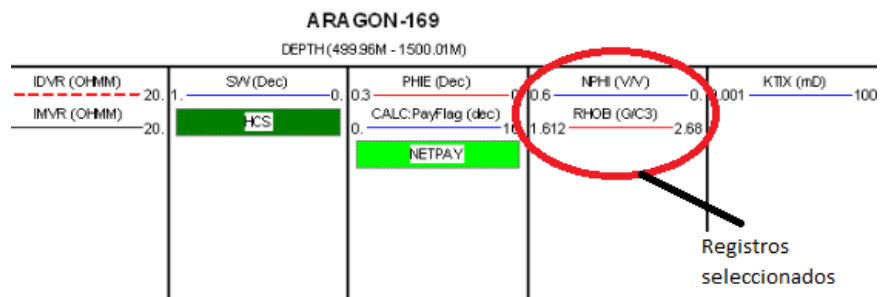 ARAGON-169
DEPTH (499.96M - 1500.01M)
IDVR (OHMM) 20.
IMVR (OHMM) 20.
1. SW (Dec) 0.
HCS
0.3 PHIE (Dec) 0.
0. CALC:PayFlag (dec) 10.
NETPAY
0.6 NPHI (V/V) 0.
1.612 RHOB (G/C3) 2.68
0.001 KTIX (mD) 100
Registros
seleccionados